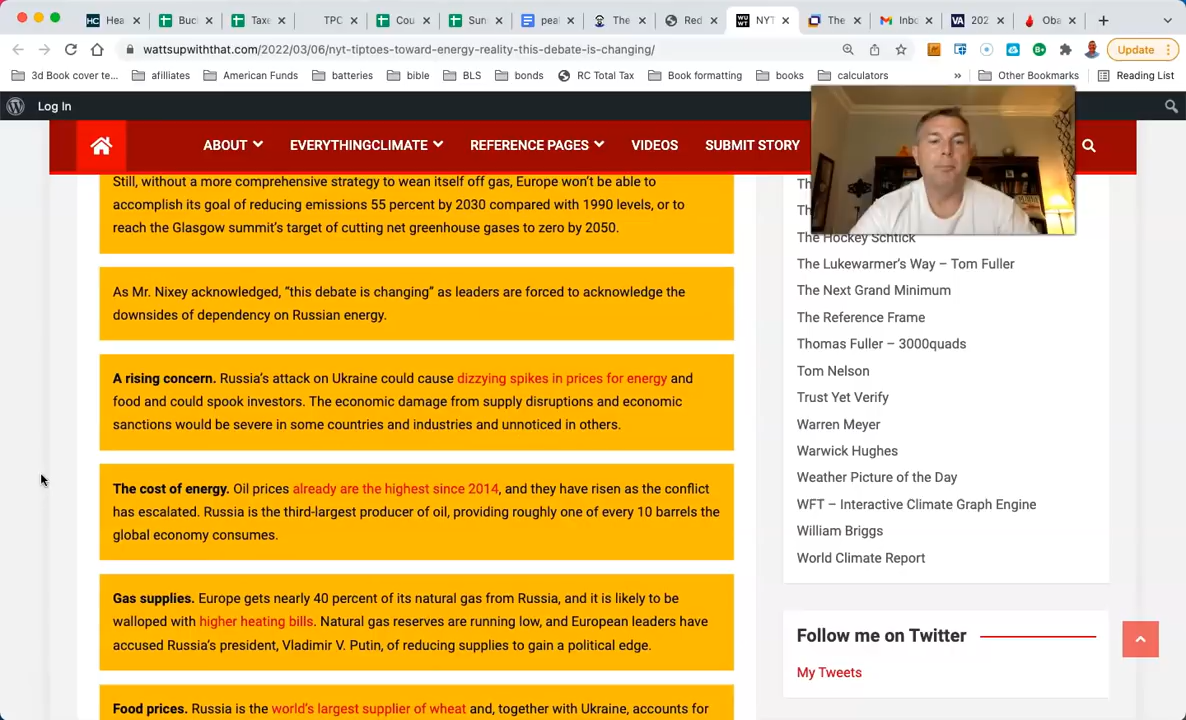 Hea
Buc
Taxe
TPC
Cou
Sun
peal
The
Red
NYT
The
Inbo
202
Oba
wattsupwiththat.com/2022/03/06/nyt-tiptoes-toward-energy-reality-this-debate-is-changing/
Update
3d Book cover te...
afilliates
American Funds
batteries
bible
BLS
bonds
RC Total Tax
Book formatting
books
calculators
»
Other Bookmarks
Reading List
Log In
ABOUT
EVERYTHINGCLIMATE
REFERENCE PAGES
VIDEOS
SUBMIT STORY
Still, without a more comprehensive strategy to wean itself off gas, Europe won't be able to
accomplish its goal of reducing emissions 55 percent by 2030 compared with 1990 levels, or to
reach the Glasgow summit's target of cutting net greenhouse gases to zero by 2050.
As Mr. Nixey acknowledged, "this debate is changing" as leaders are forced to acknowledge the
downsides of dependency on Russian energy.
A rising concern. Russia's attack on Ukraine could cause dizzying spikes in prices for energy and
food and could spook investors. The economic damage from supply disruptions and economic
sanctions would be severe in some countries and industries and unnoticed in others.
The cost of energy. Oil prices already are the highest since 2014, and they have risen as the conflict
has escalated. Russia is the third-largest producer of oil, providing roughly one of every 10 barrels the
global economy consumes.
Gas supplies. Europe gets nearly 40 percent of its natural gas from Russia, and it is likely to be
walloped with higher heating bills. Natural gas reserves are running low, and European leaders have
accused Russia's president, Vladimir V. Putin, of reducing supplies to gain a political edge.
Food prices. Russia is the world's largest supplier of wheat and, together with Ukraine, accounts for
The Hockey Schtick
The Lukewarmer's Way – Tom Fuller
The Next Grand Minimum
The Reference Frame
Thomas Fuller – 3000quads
Tom Nelson
Trust Yet Verify
Warren Meyer
Warwick Hughes
Weather Picture of the Day
WFT – Interactive Climate Graph Engine
William Briggs
World Climate Report
Follow me on Twitter
My Tweets